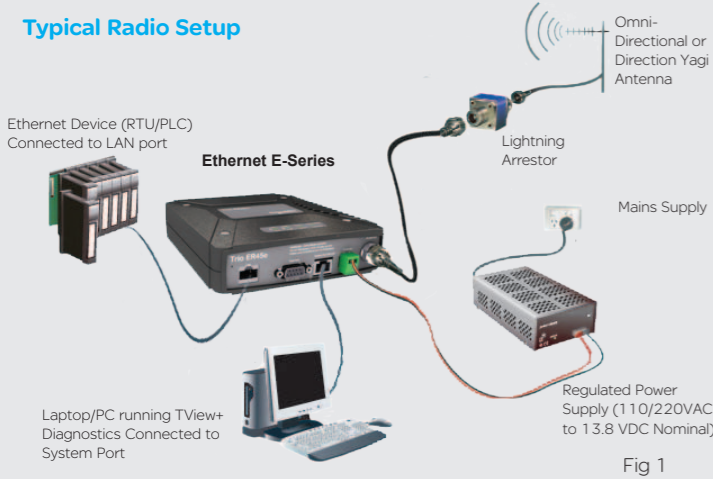 Typical Radio Setup
Omni-
Directional or
Direction Yagi
Antenna
Ethernet Device (RTU/PLC)
Connected to LAN port
Ethernet E-Series
Lightning
Arrestor
Mains Supply
Trio ER45e
Laptop/PC running TView+
Diagnostics Connected to
System Port
Regulated Power
Supply (110/220VAC
to 13.8 VDC Nominal)
Fig 1